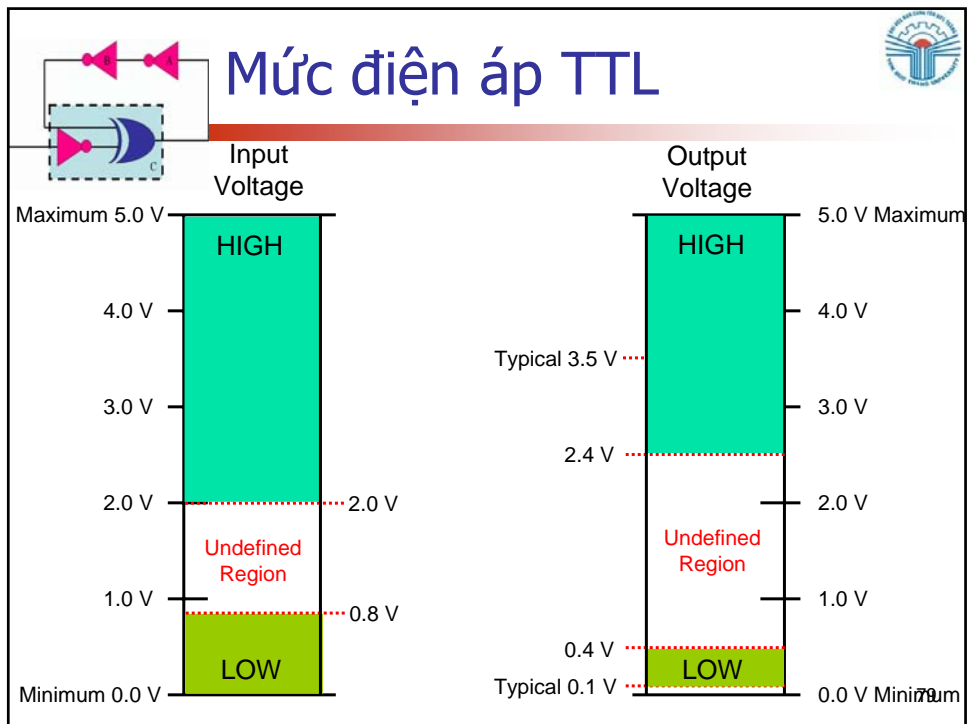 Mức điện áp TTL
B
A
C
Input
Voltage
Maximum 5.0 V
HIGH
4.0 V
3.0 V
2.0 V
2.0 V
Undefined
Region
1.0 V
0.8 V
LOW
Minimum 0.0 V
Output
Voltage
5.0 V Maximum
HIGH
4.0 V
Typical 3.5 V
3.0 V
2.4 V
2.0 V
Undefined
Region
1.0 V
0.4 V
LOW
Typical 0.1 V
0.0 V Minimum
79